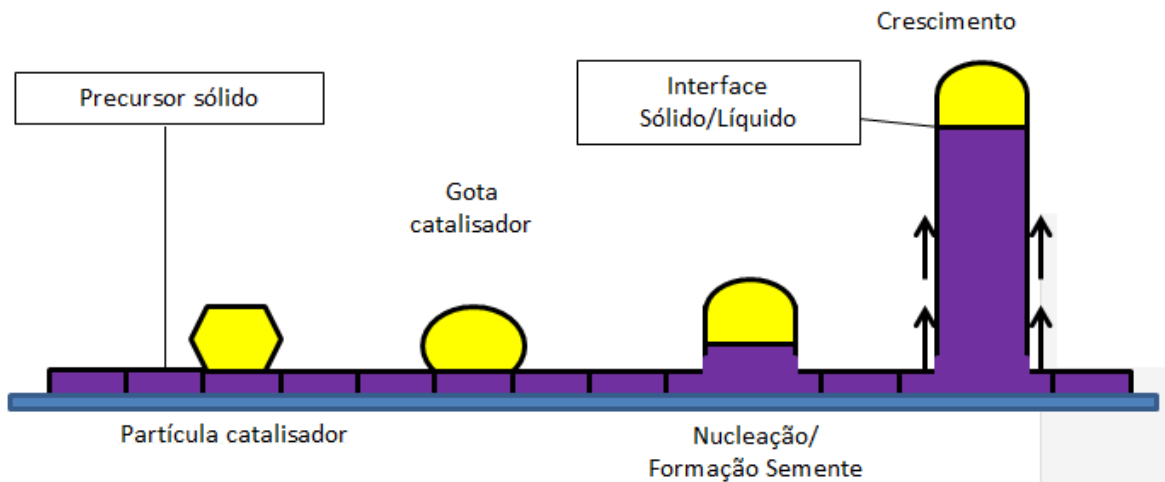 Crescimento
Precursor sólido
Interface
Sólido/Líquido
Gota
catalisador
Partícula catalisador
Nucleação/
Formação Semente